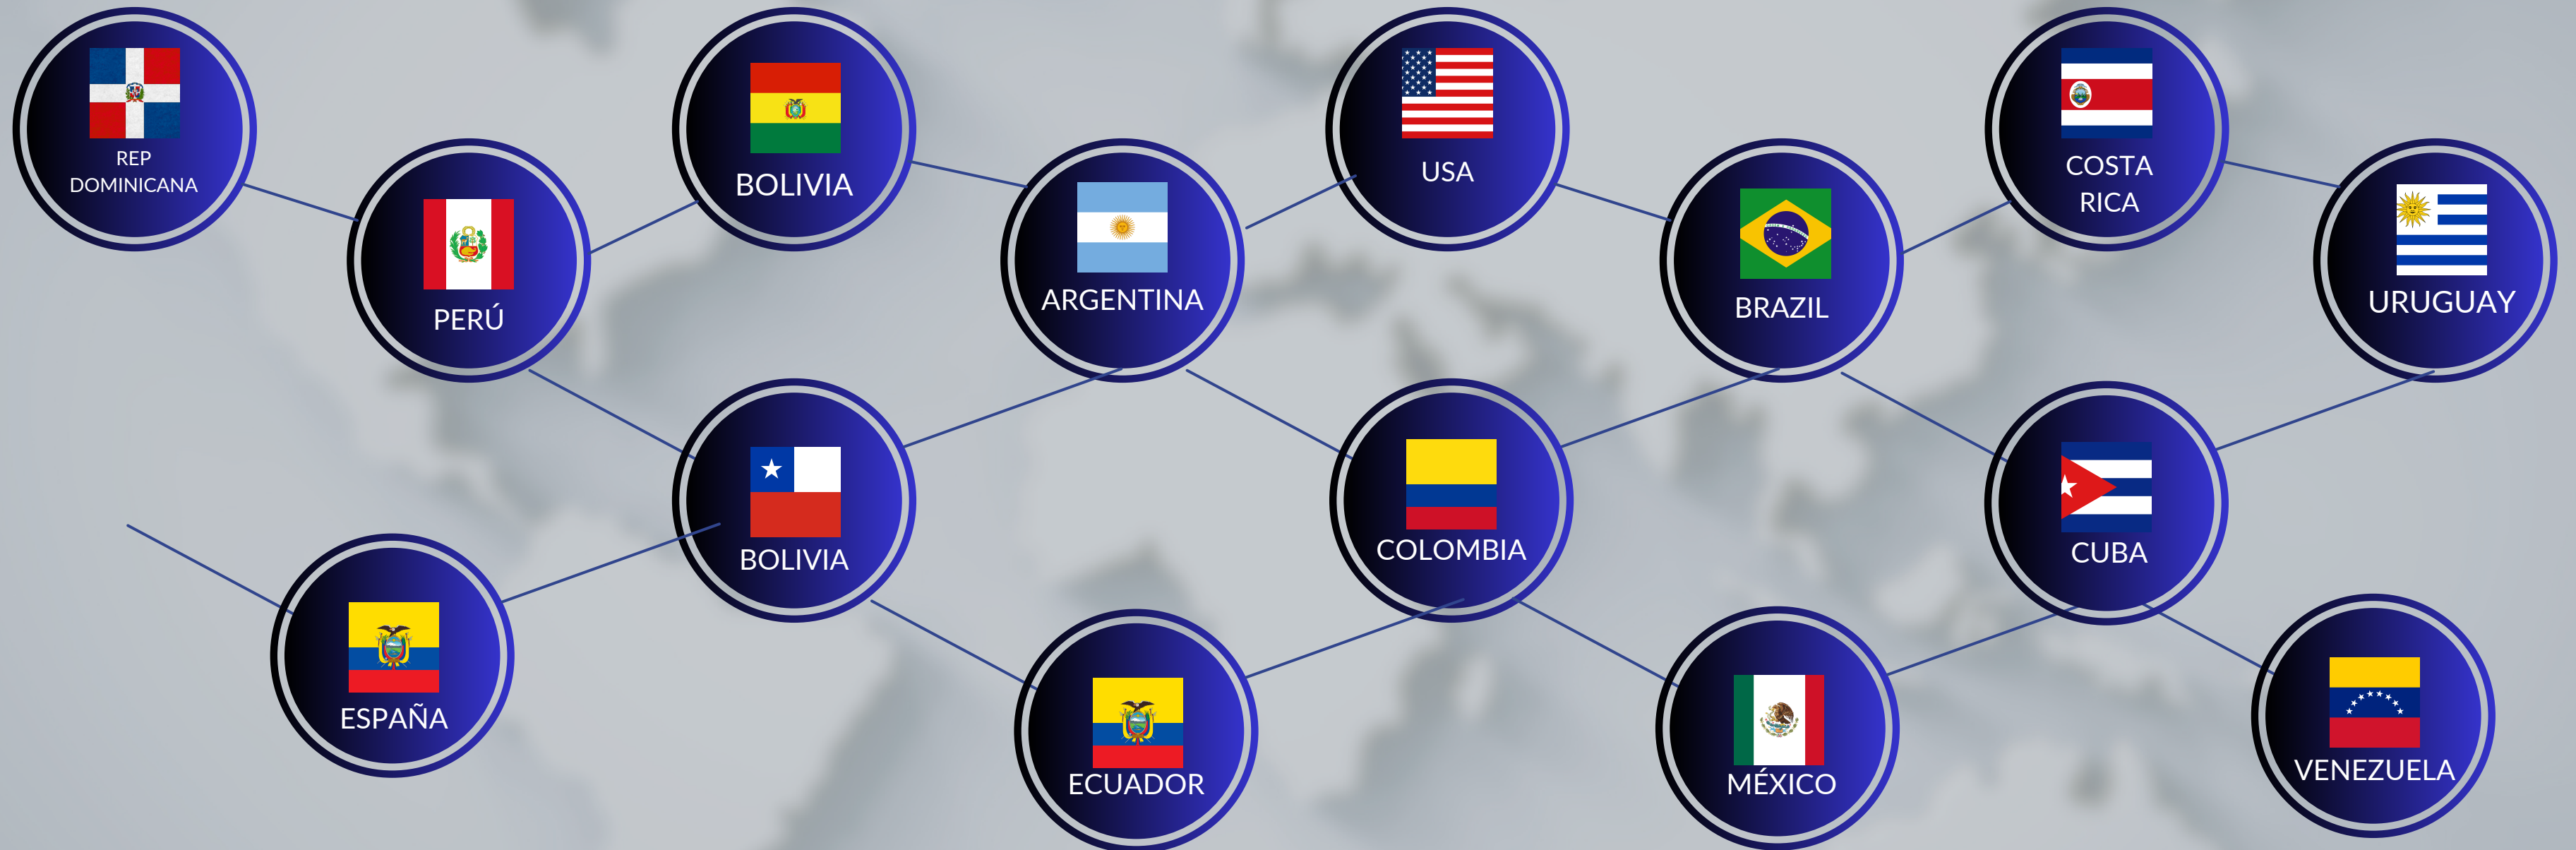 REP
DOMINICANA
BOLIVIA
USA
COSTA
RICA
PERÚ
ARGENTINA
BRAZIL
URUGUAY
BOLIVIA
COLOMBIA
CUBA
ESPAÑA
ECUADOR
MÉXICO
VENEZUELA